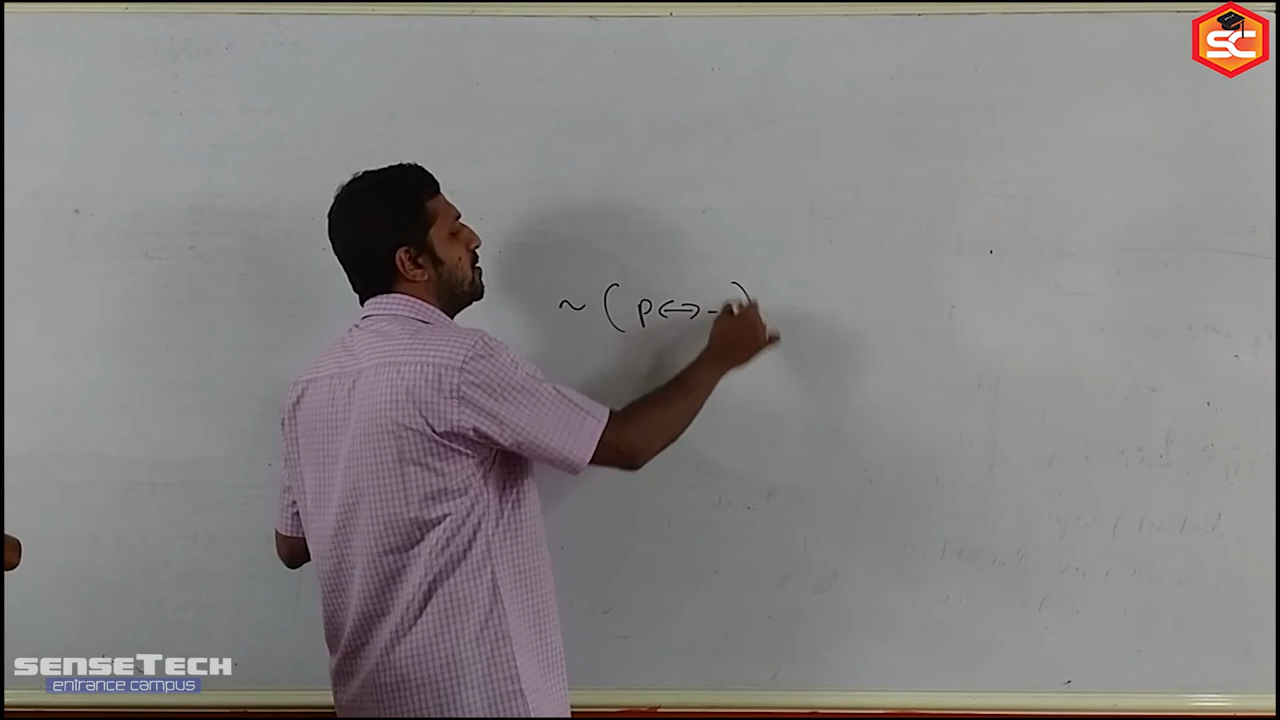 SC
~ ( p ↔ - )
SENSETECH
entrance campus